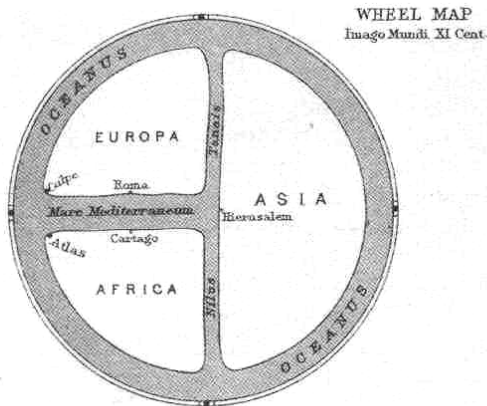 WHEEL MAP
Imago Mundi. XI Cent
OCEANUS
EUROPA
Tanais
Calpe
Roma
ASIA
Mare Mediterraneum
Hierusalem
Atlas
Cartago
AFRICA
Nilus
OCEANUS